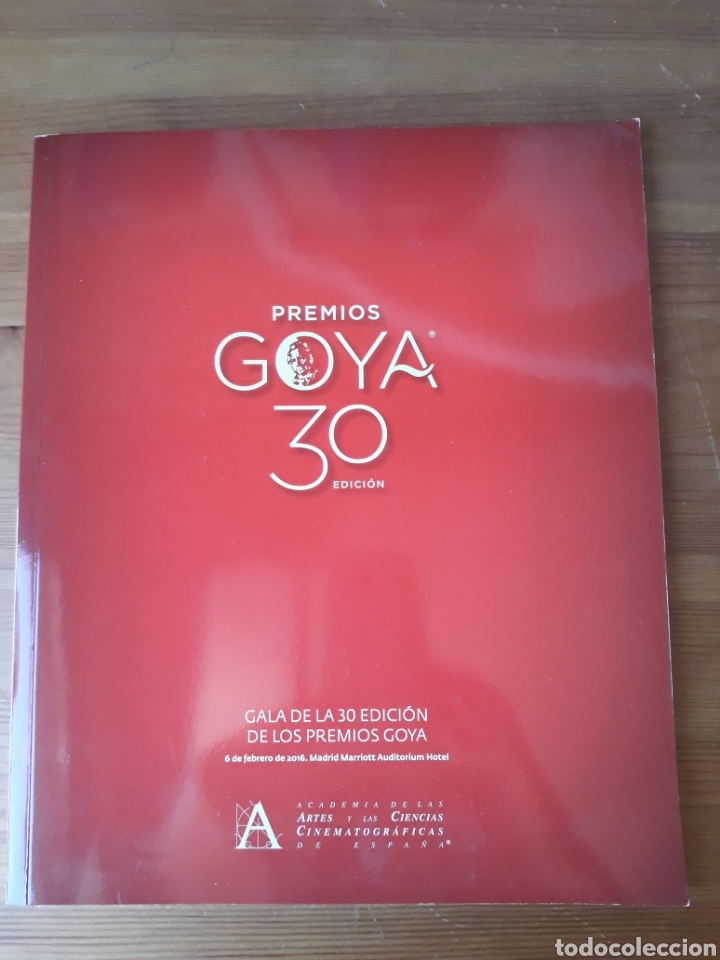 PREMIOS
GOYA®
30
EDICIÓN
GALA DE LA 30 EDICIÓN
DE LOS PREMIOS GOYA
6 de febrero de 2016. Madrid Marriott Auditorium Hotel
A
ACADEMIA DE LAS
ARTES Y LAS CIENCIAS
CINEMATOGRÁFICAS
DE ESPAÑA®
todocoleccion